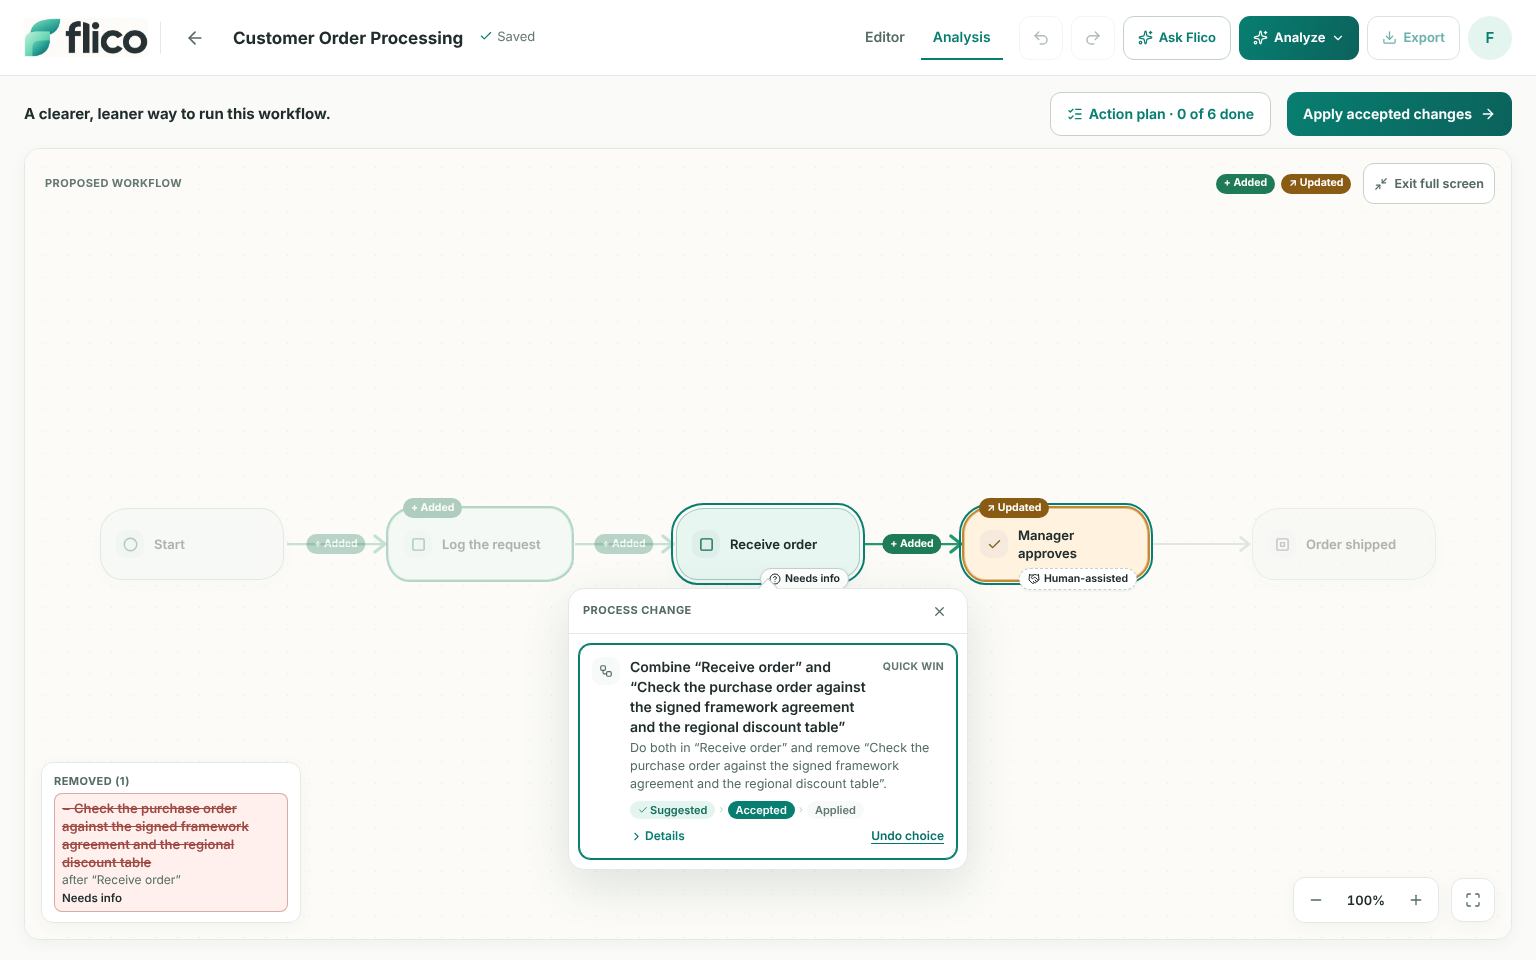 flico
Customer Order Processing
Saved
Editor
Analysis
Ask Flico
Analyze
Export
F
A clearer, leaner way to run this workflow.
Action plan · 0 of 6 done
Apply accepted changes
PROPOSED WORKFLOW
+ Added
↗ Updated
Exit full screen
Start
+ Added
+ Added
Log the request
+ Added
Receive order
Needs info
+ Added
↗ Updated
Manager
approves
Human-assisted
Order shipped
PROCESS CHANGE
Combine “Receive order” and
“Check the purchase order against
the signed framework agreement
and the regional discount table”
QUICK WIN
Do both in “Receive order” and remove “Check the
purchase order against the signed framework
agreement and the regional discount table”.
Suggested
Accepted
Applied
Details
Undo choice
REMOVED (1)
− Check the purchase order
against the signed framework
agreement and the regional
discount table
after “Receive order”
Needs info
100%